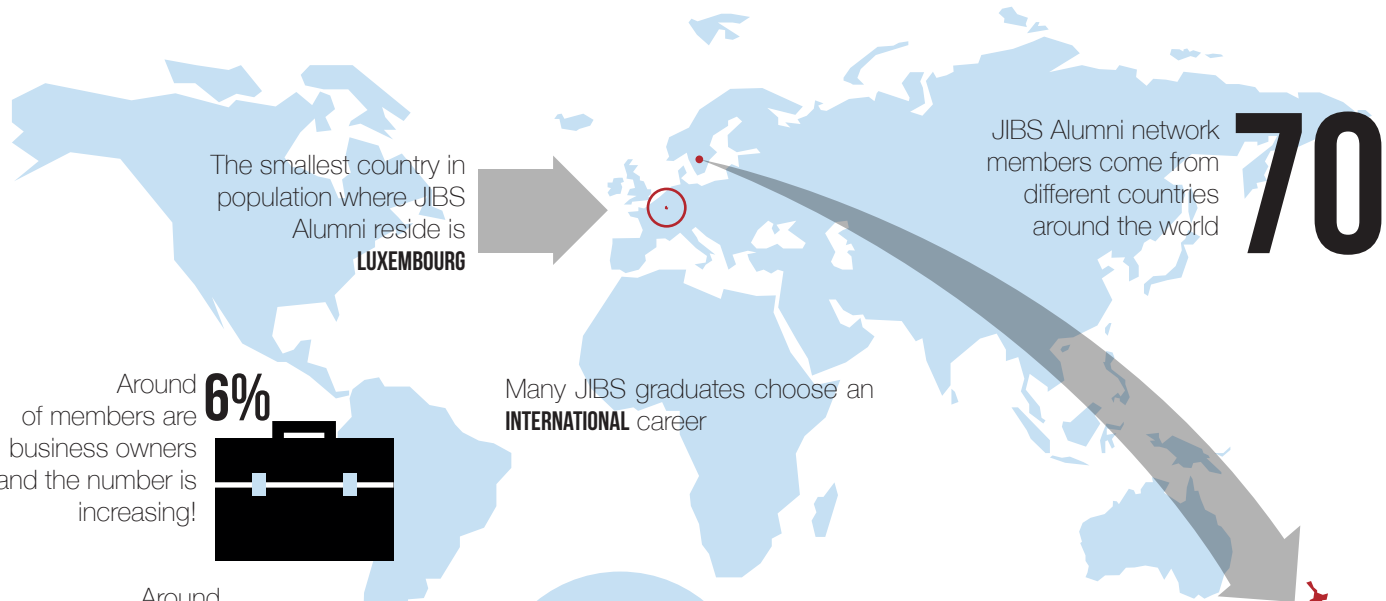 The smallest country in
population where JIBS
Alumni reside is
LUXEMBOURG
JIBS Alumni network
members come from
different countries
around the world
70
Around 6%
of members are
business owners
and the number is
increasing!
Many JIBS graduates choose an
INTERNATIONAL career
Around